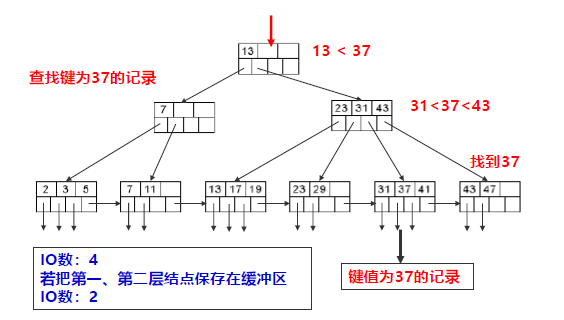 13
13 < 37
查找键为37的记录
7
23 31 43
31<37<43
找到37
2 3 5
7 11
13 17 19
23 29
31 37 41
43 47
IO数：4
若把第一、第二层结点保存在缓冲区
IO数：2
键值为37的记录